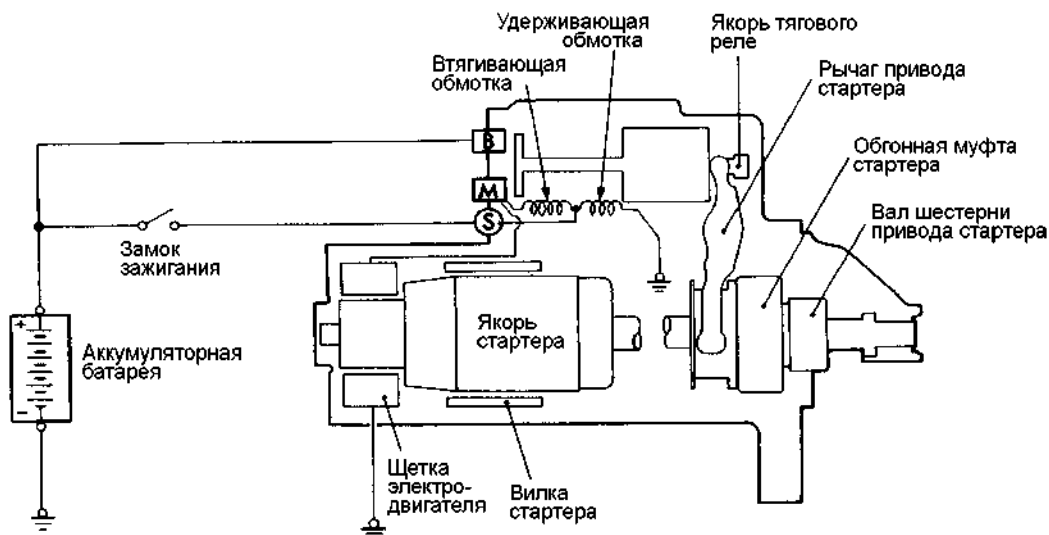 Удерживающая
обмотка
Якорь тягового
реле
Втягивающая
обмотка
Рычаг привода
стартера
Обгонная муфта
стартера
Вал шестерни
привода стартера
B
M
S
Замок
зажигания
+
Аккумуляторная
батарея
−
Якорь
стартера
Щетка
электро-
двигателя
Вилка
стартера